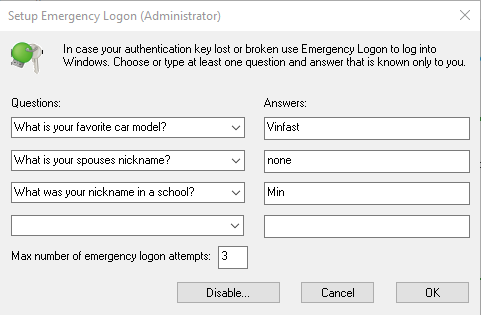 Setup Emergency Logon (Administrator)
In case your authentication key lost or broken use Emergency Logon to log into
Windows. Choose or type at least one question and answer that is known only to you.
Questions: Answers:
What is your favorite car model? Vinfast
What is your spouses nickname? none
What was your nickname in a school? Min
Max number of emergency logon attempts: 3
Disable... Cancel OK